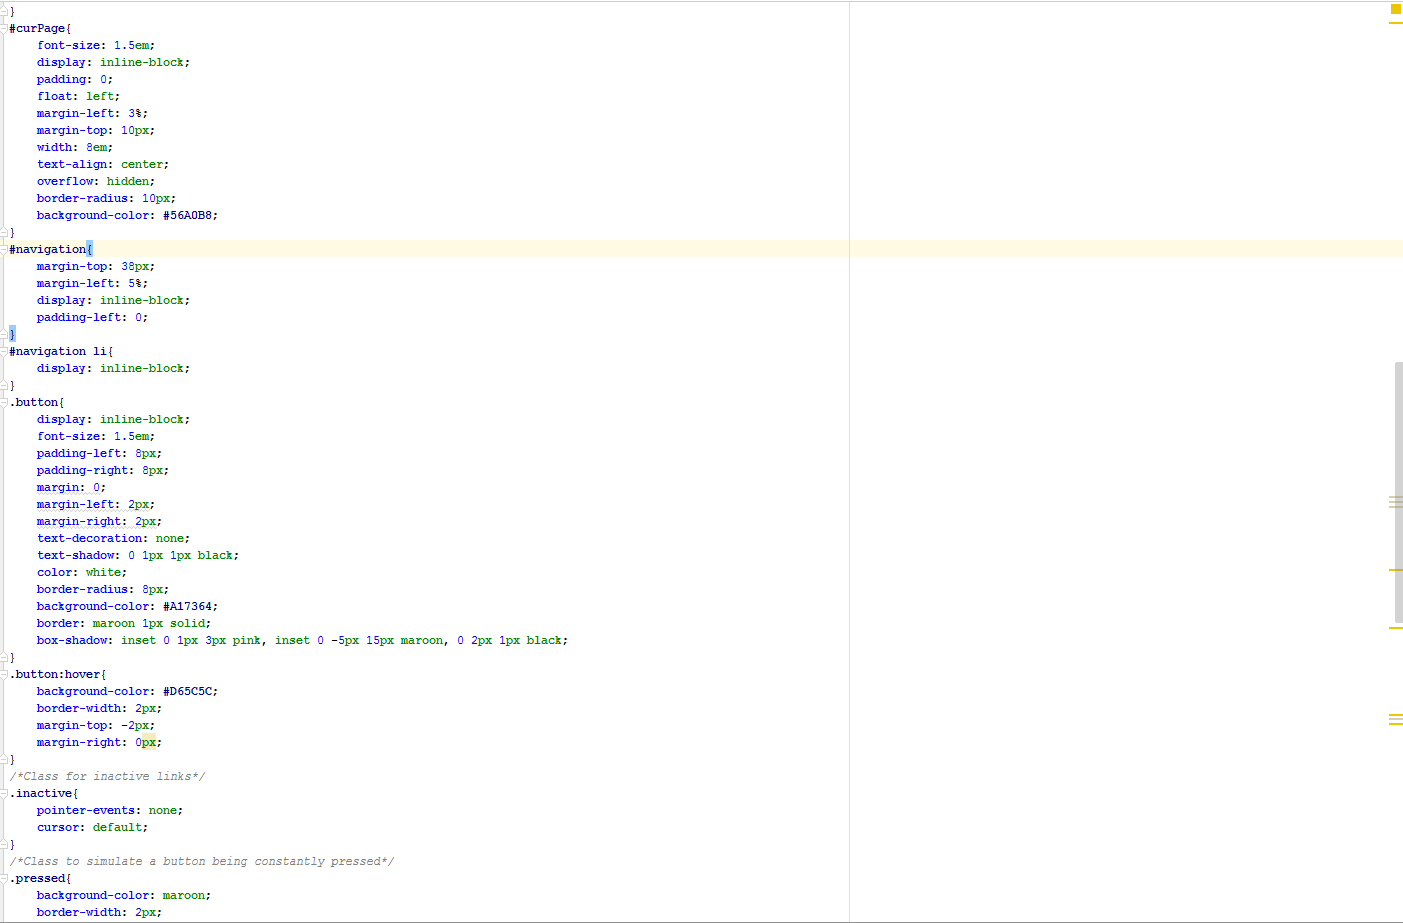 }
#curPage{
    font-size: 1.5em;
    display: inline-block;
    padding: 0;
    float: left;
    margin-left: 3%;
    margin-top: 10px;
    width: 8em;
    text-align: center;
    overflow: hidden;
    border-radius: 10px;
    background-color: #56A0B8;
}
#navigation{
    margin-top: 38px;
    margin-left: 5%;
    display: inline-block;
    padding-left: 0;
}
#navigation li{
    display: inline-block;
}
.button{
    display: inline-block;
    font-size: 1.5em;
    padding-left: 8px;
    padding-right: 8px;
    margin: 0;
    margin-left: 2px;
    margin-right: 2px;
    text-decoration: none;
    text-shadow: 0 1px 1px black;
    color: white;
    border-radius: 8px;
    background-color: #A17364;
    border: maroon 1px solid;
    box-shadow: inset 0 1px 3px pink, inset 0 -5px 15px maroon, 0 2px 1px black;
}
.button:hover{
    background-color: #D65C5C;
    border-width: 2px;
    margin-top: -2px;
    margin-right: 0px;
}
/*Class for inactive links*/
.inactive{
    pointer-events: none;
    cursor: default;
}
/*Class to simulate a button being constantly pressed*/
.pressed{
    background-color: maroon;
    border-width: 2px;